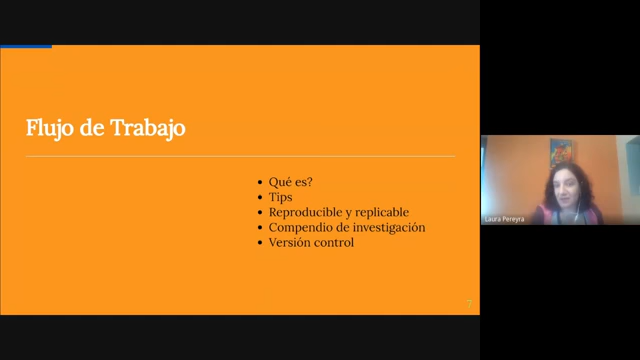 Flujo de Trabajo
Qué es?
Tips
Reproducible y replicable
Compendio de investigación
Versión control
7
Laura Pereyra